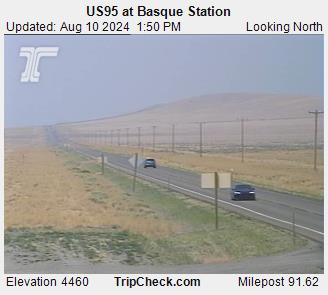 US95 at Basque Station
Updated: Aug 10 2024 1:50 PM Looking North
Elevation 4460 TripCheck.com Milepost 91.62